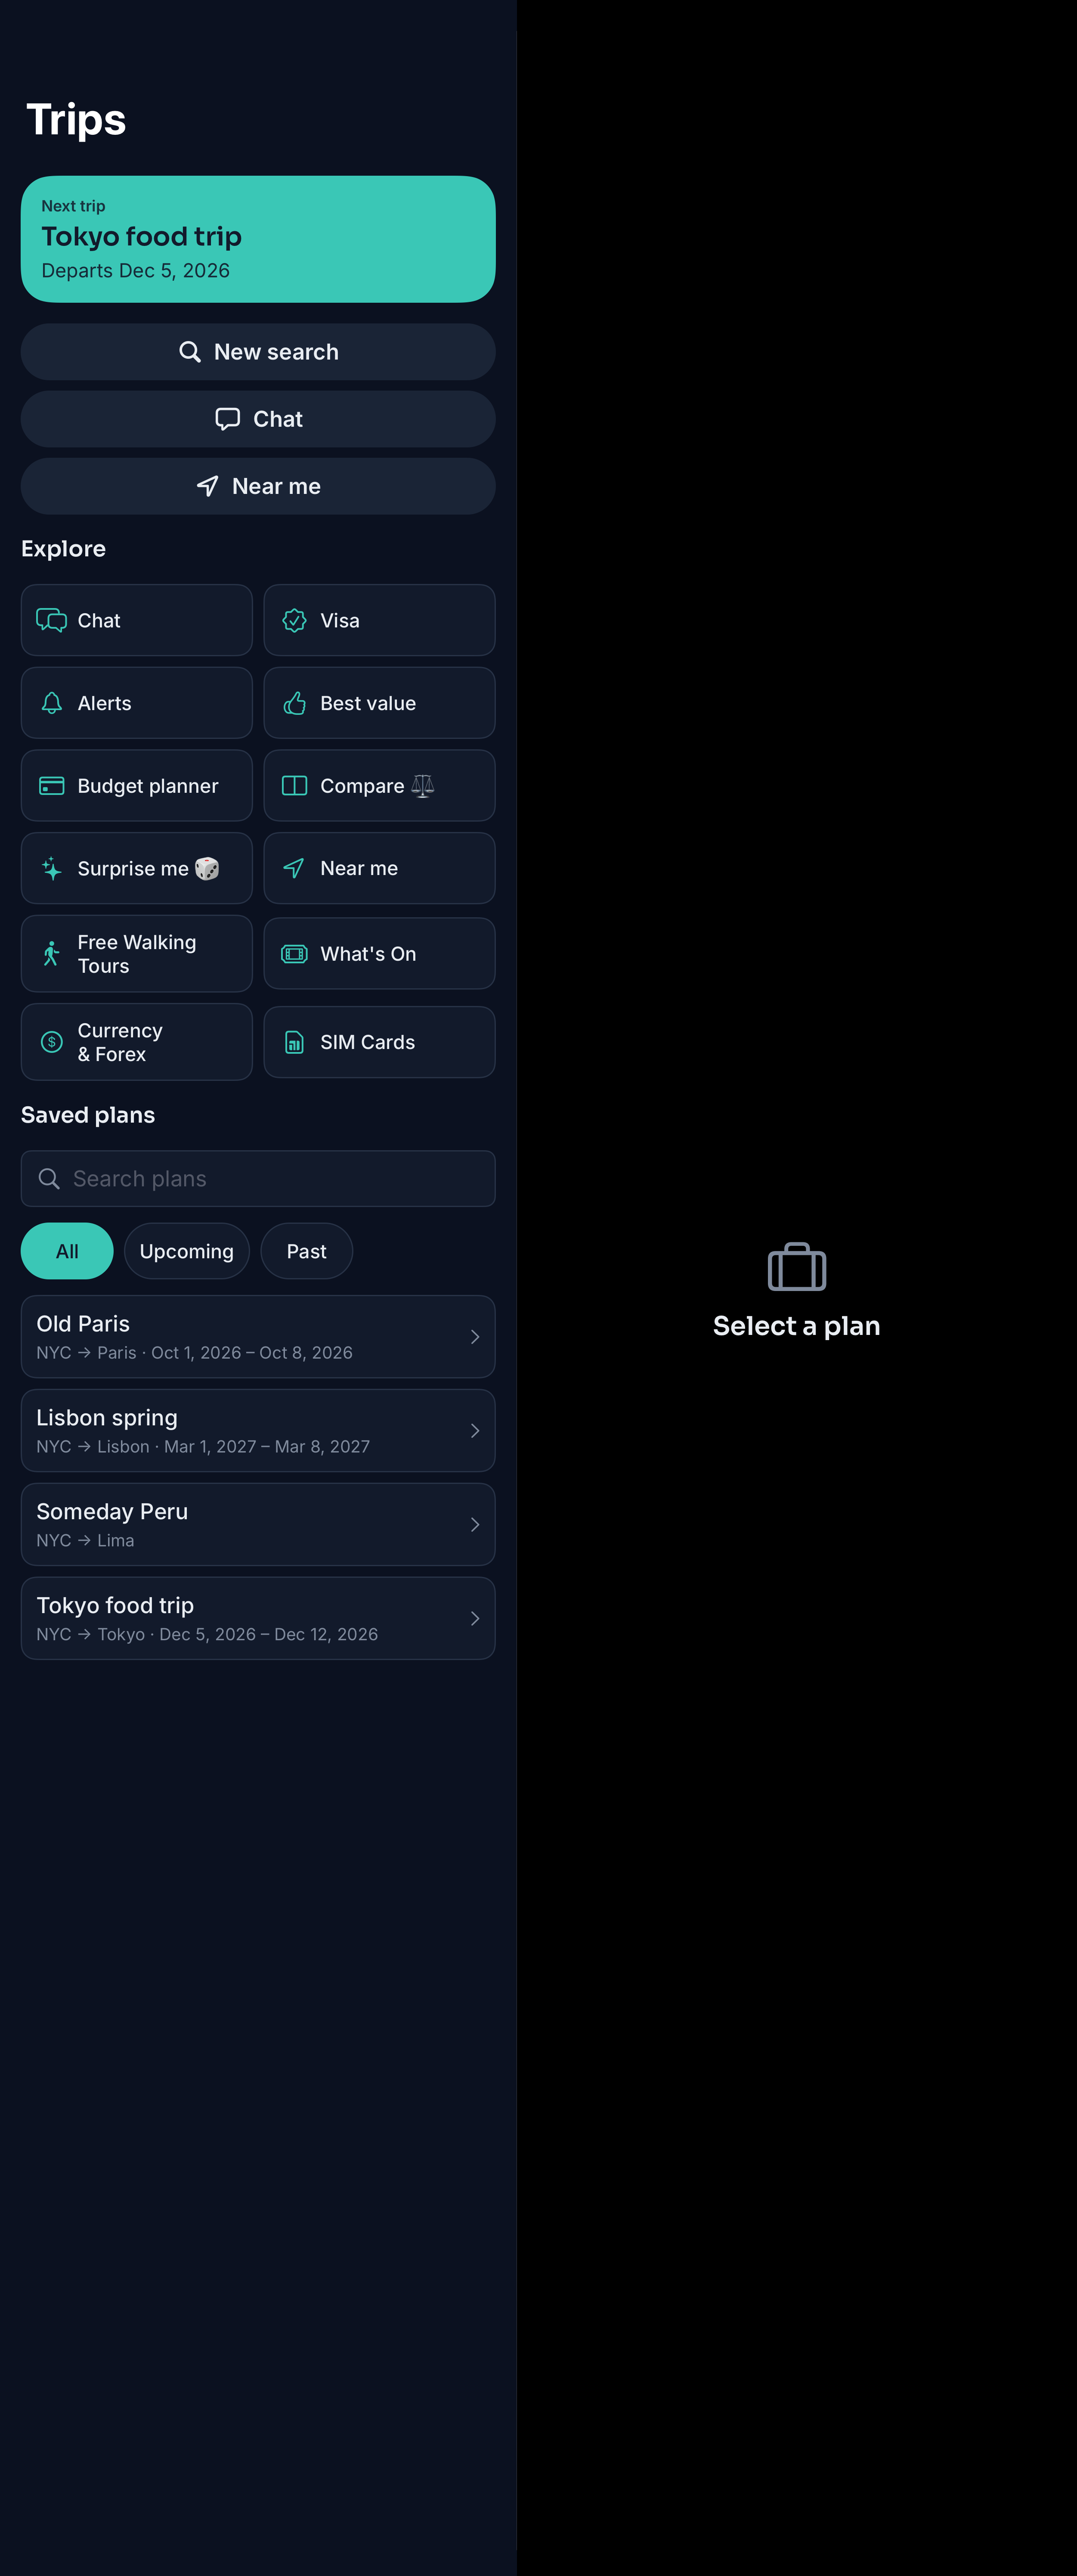 Trips
Next trip
Tokyo food trip
Departs Dec 5, 2026
New search
Chat
Near me
Explore
Chat
Visa
Alerts
Best value
Budget planner
Compare ⚖️
Surprise me 🎲
Near me
Free Walking
Tours
What's On
Currency
& Forex
SIM Cards
Saved plans
Search plans
All
Upcoming
Past
Old Paris
NYC → Paris · Oct 1, 2026 – Oct 8, 2026
Lisbon spring
NYC → Lisbon · Mar 1, 2027 – Mar 8, 2027
Someday Peru
NYC → Lima
Tokyo food trip
NYC → Tokyo · Dec 5, 2026 – Dec 12, 2026
Select a plan